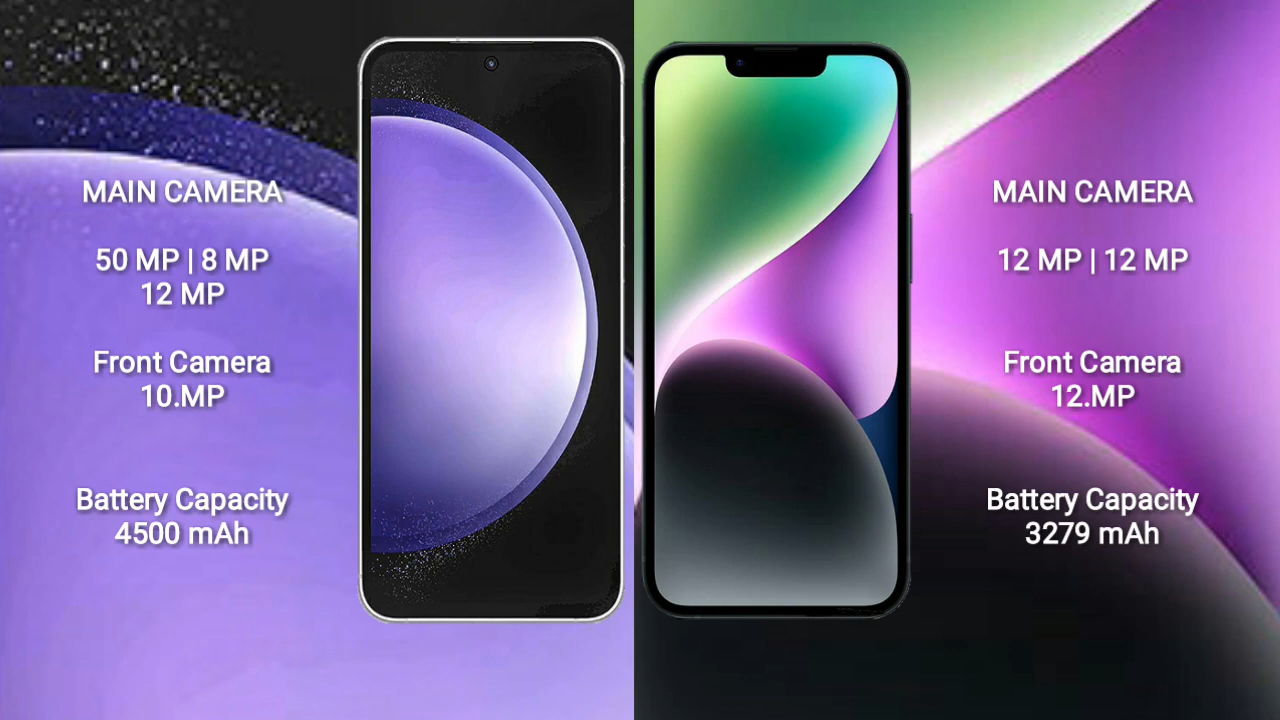 MAIN CAMERA
50 MP | 8 MP
12 MP
Front Camera
10.MP
Battery Capacity
4500 mAh
MAIN CAMERA
12 MP | 12 MP
Front Camera
12.MP
Battery Capacity
3279 mAh